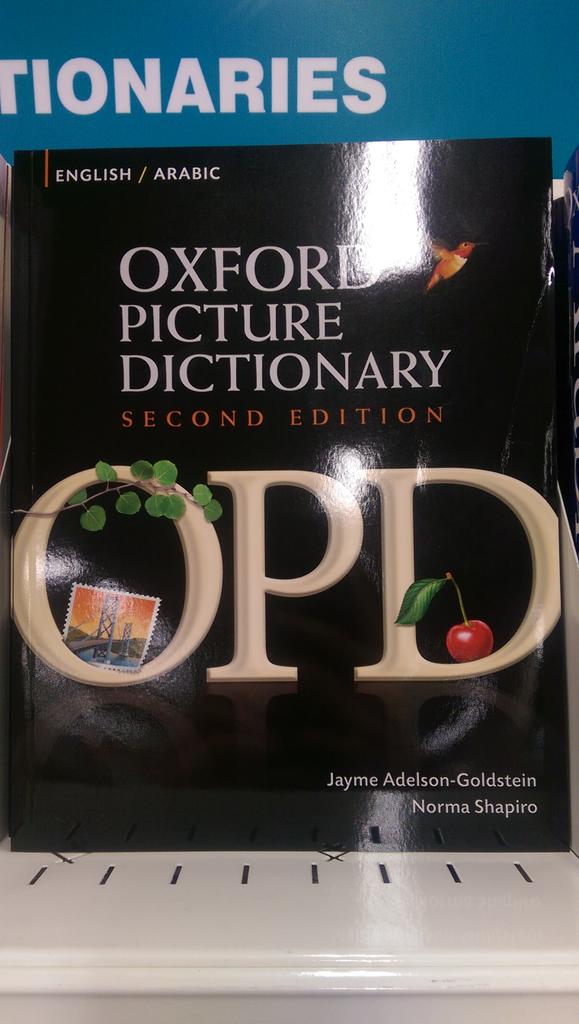 TIONARIES
ENGLISH / ARABIC
OXFORD
PICTURE
DICTIONARY
SECOND EDITION
OPD
Jayme Adelson-Goldstein
Norma Shapiro